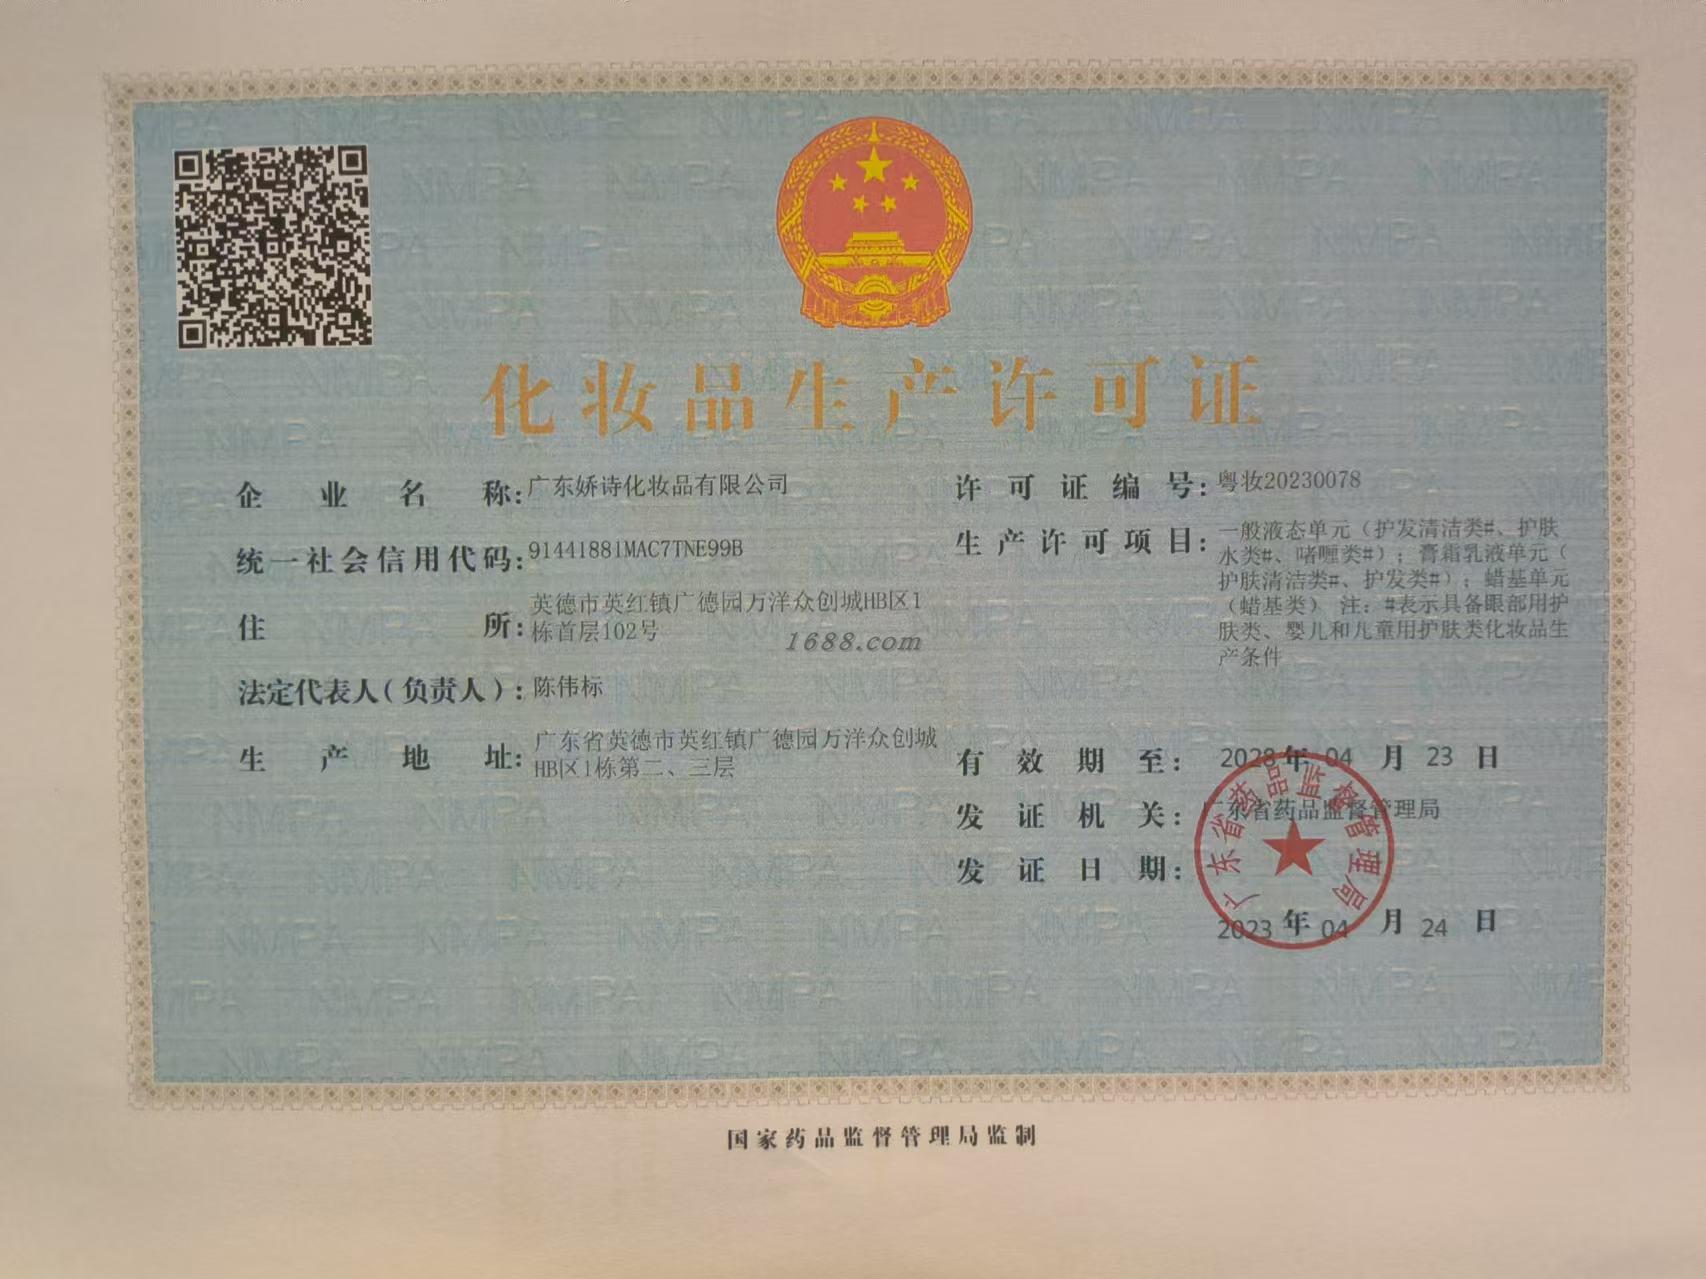 化妆品生产许可证
企业名称：广东娇诗化妆品有限公司
统一社会信用代码：91441881MAC7TNE99B
住所：英德市英红镇广德园万洋众创城HB区1
栋首层102号
1688.com
法定代表人（负责人）：陈伟标
生产地址：广东省英德市英红镇广德园万洋众创城
HB区1栋第二、三层
许可证编号：粤妆20230078
生产许可项目：一般液态单元（护发清洁类#、护肤
水类#、啫喱类#）；膏霜乳液单元（
护肤清洁类#、护发类#）；蜡基单元
（蜡基类） 注：#表示具备眼部用护
肤类、婴儿和儿童用护肤类化妆品生
产条件
有效期至：2028年04月23日
发证机关：广东省药品监督管理局
发证日期：
2023年04月24日
广东省药品监督管理局
国家药品监督管理局监制